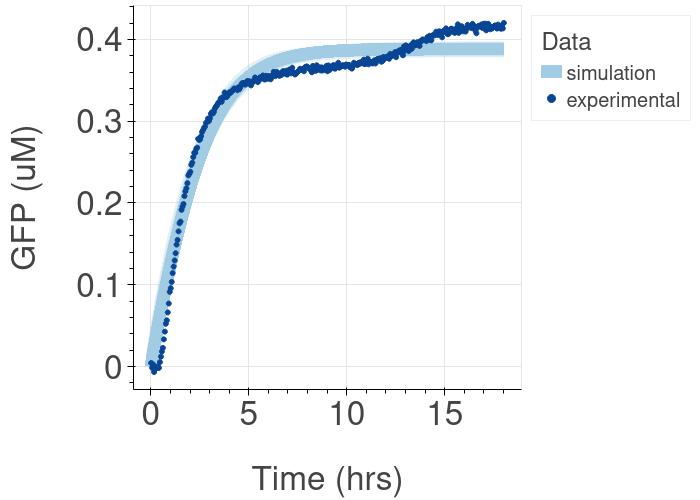 GFP (uM)
0.4
0.3
0.2
0.1
0
0 5 10 15
Time (hrs)
Data
simulation
experimental